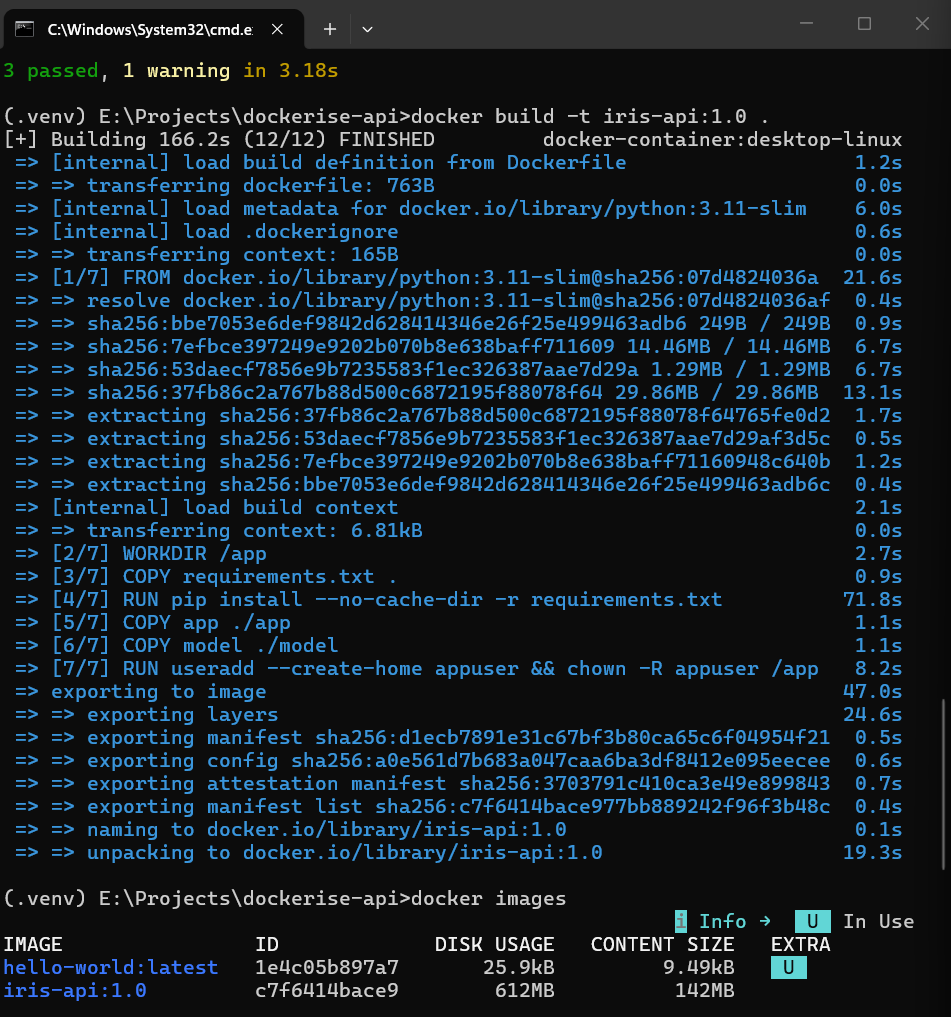 C:\Windows\System32\cmd.e
3 passed, 1 warning in 3.18s
(.venv) E:\Projects\dockerise-api>docker build -t iris-api:1.0 .
[+] Building 166.2s (12/12) FINISHED docker-container:desktop-linux
=> [internal] load build definition from Dockerfile 1.2s
=> => transferring dockerfile: 763B 0.0s
=> [internal] load metadata for docker.io/library/python:3.11-slim 6.0s
=> [internal] load .dockerignore 0.6s
=> => transferring context: 165B 0.0s
=> [1/7] FROM docker.io/library/python:3.11-slim@sha256:07d4824036a 21.6s
=> => resolve docker.io/library/python:3.11-slim@sha256:07d4824036af 0.4s
=> => sha256:bbe7053e6def9842d628414346e26f25e499463adb6 249B / 249B 0.9s
=> => sha256:7efbce397249e9202b070b8e638baff711609 14.46MB / 14.46MB 6.7s
=> => sha256:53daecf7856e9b7235583f1ec326387aae7d29a 1.29MB / 1.29MB 6.7s
=> => sha256:37fb86c2a767b88d500c6872195f88078f64 29.86MB / 29.86MB 13.1s
=> => extracting sha256:37fb86c2a767b88d500c6872195f88078f64765fe0d2 1.7s
=> => extracting sha256:53daecf7856e9b7235583f1ec326387aae7d29af3d5c 0.5s
=> => extracting sha256:7efbce397249e9202b070b8e638baff71160948c640b 1.2s
=> => extracting sha256:bbe7053e6def9842d628414346e26f25e499463adb6c 0.4s
=> [internal] load build context 2.1s
=> => transferring context: 6.81kB 0.0s
=> [2/7] WORKDIR /app 2.7s
=> [3/7] COPY requirements.txt . 0.9s
=> [4/7] RUN pip install --no-cache-dir -r requirements.txt 71.8s
=> [5/7] COPY app ./app 1.1s
=> [6/7] COPY model ./model 1.1s
=> [7/7] RUN useradd --create-home appuser && chown -R appuser /app 8.2s
=> exporting to image 47.0s
=> => exporting layers 24.6s
=> => exporting manifest sha256:d1ecb7891e31c67bf3b80ca65c6f04954f21 0.5s
=> => exporting config sha256:a0e561d7b683a047caa6ba3df8412e095eecee 0.6s
=> => exporting attestation manifest sha256:3703791c410ca3e49e899843 0.7s
=> => exporting manifest list sha256:c7f6414bace977bb889242f96f3b48c 0.4s
=> => naming to docker.io/library/iris-api:1.0 0.1s
=> => unpacking to docker.io/library/iris-api:1.0 19.3s
(.venv) E:\Projects\dockerise-api>docker images
i Info → U In Use
IMAGE ID DISK USAGE CONTENT SIZE EXTRA
hello-world:latest 1e4c05b897a7 25.9kB 9.49kB U
iris-api:1.0 c7f6414bace9 612MB 142MB